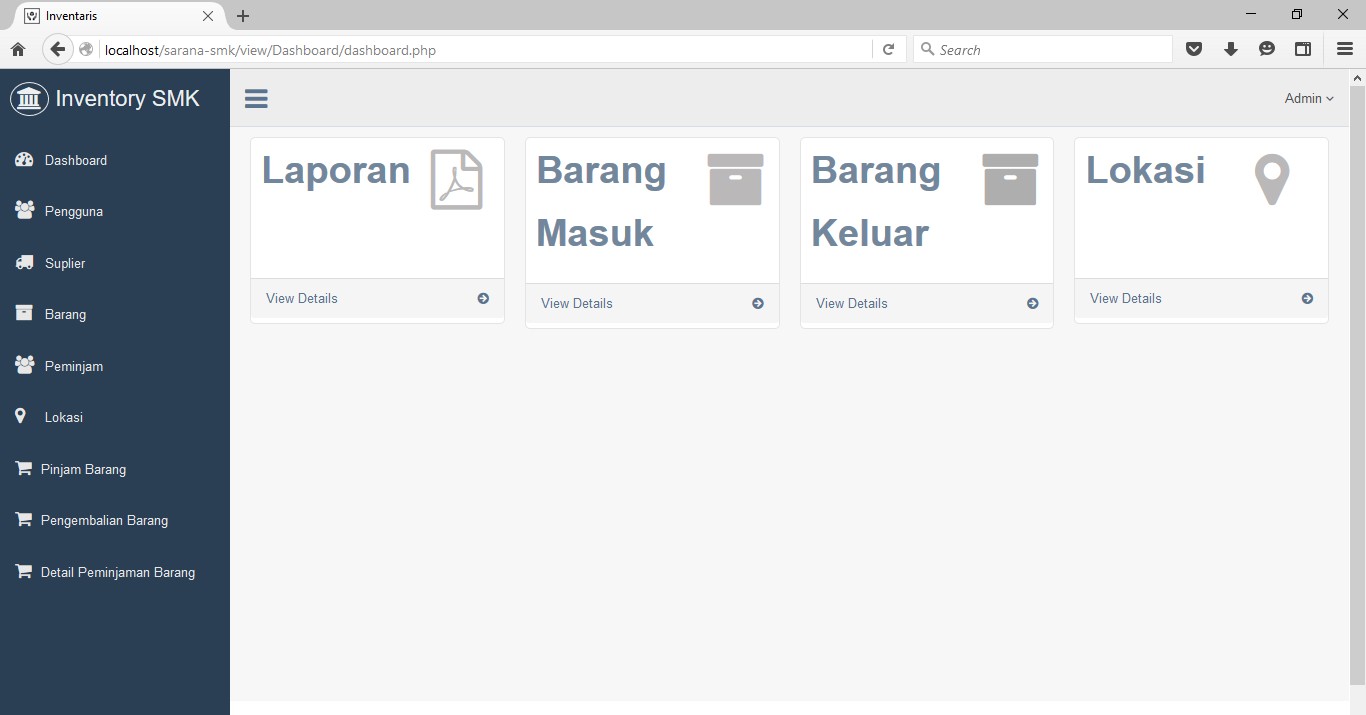 Inventaris
localhost/sarana-smk/view/Dashboard/dashboard.php
Search
Inventory SMK
Admin
Dashboard
Pengguna
Suplier
Barang
Peminjam
Lokasi
Pinjam Barang
Pengembalian Barang
Detail Peminjaman Barang
Laporan
View Details
Barang
Masuk
View Details
Barang
Keluar
View Details
Lokasi
View Details